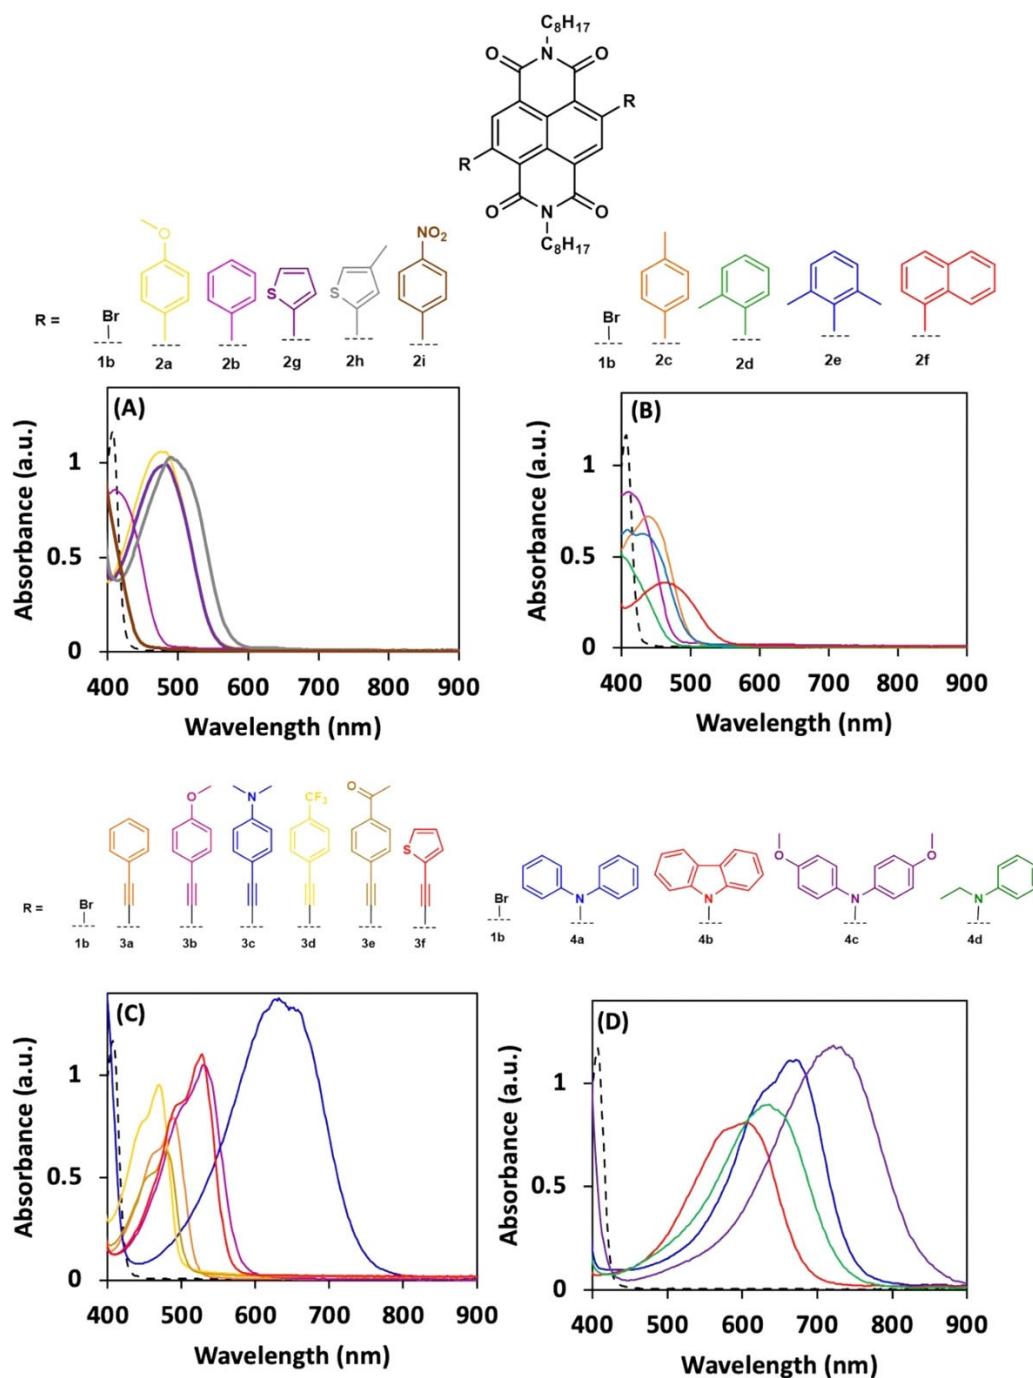 C8H17
O N O
R
R
O N O
C8H17
O
NO2
S
S
R =
Br
1b
2a
2b
2g
2h
2i
Br
1b
2c
2d
2e
2f
(A)
Absorbance (a.u.)
1
0.5
0
400 500 600 700 800 900
Wavelength (nm)
(B)
Absorbance (a.u.)
1
0.5
0
400 500 600 700 800 900
Wavelength (nm)
O
N
CF3
O
S
R =
Br
1b
3a
3b
3c
3d
3e
3f
Br
1b
N
4a
N
4b
O
O
N
4c
N
4d
(C)
Absorbance (a.u.)
1
0.5
0
400 500 600 700 800 900
Wavelength (nm)
(D)
Absorbance (a.u.)
1
0.5
0
400 500 600 700 800 900
Wavelength (nm)